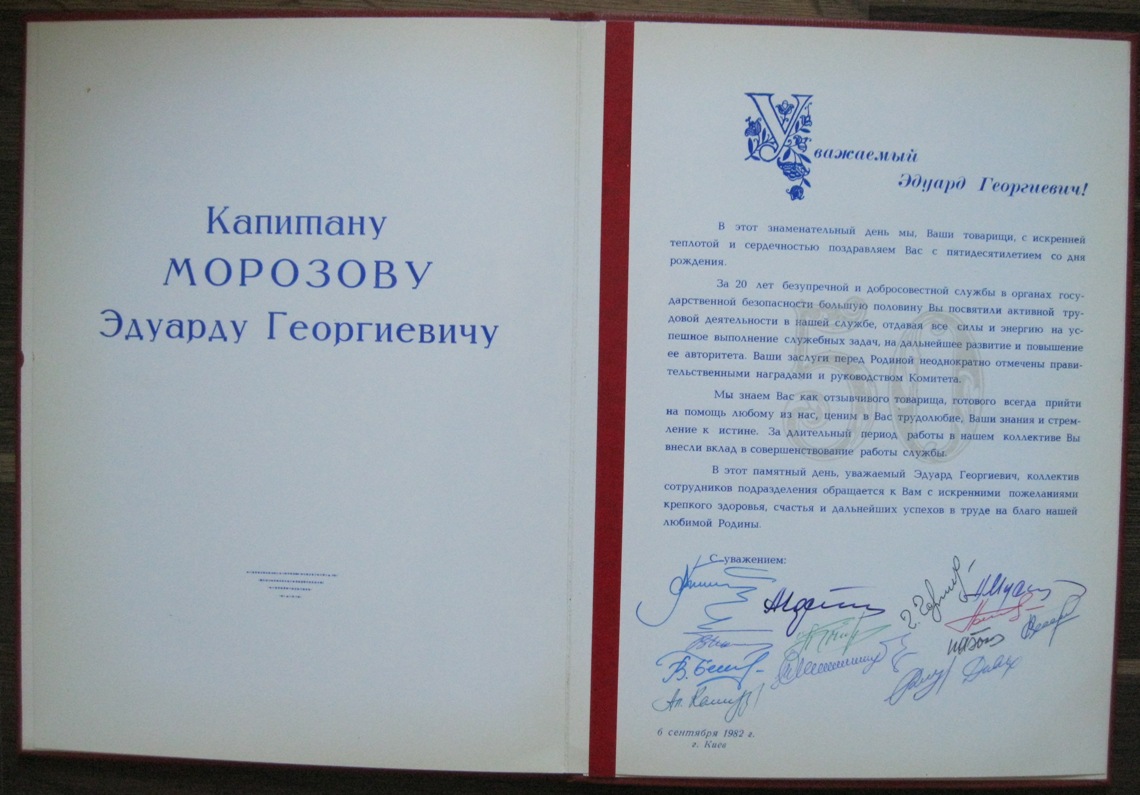 Капитану
МОРОЗОВУ
Эдуарду Георгиевичу
Уважаемый
Эдуард Георгиевич!
В этот знаменательный день мы, Ваши товарищи, с искренней
теплотой и сердечностью поздравляем Вас с пятидесятилетием со дня
рождения.
За 20 лет безупречной и добросовестной службы в органах госу-
дарственной безопасности большую половину Вы посвятили активной тру-
довой деятельности в нашей службе, отдавая все силы и энергию на ус-
пешное выполнение служебных задач, на дальнейшее развитие и повышение
ее авторитета. Ваши заслуги перед Родиной неоднократно отмечены прави-
тельственными наградами и руководством Комитета.
Мы знаем Вас как отзывчивого товарища, готового всегда прийти
на помощь любому из нас, ценим в Вас трудолюбие, Ваши знания и стрем-
ление к истине. За длительный период работы в нашем коллективе Вы
внесли вклад в совершенствование работы службы.
В этот памятный день, уважаемый Эдуард Георгиевич, коллектив
сотрудников подразделения обращается к Вам с искренними пожеланиями
крепкого здоровья, счастья и дальнейших успехов в труде на благо нашей
любимой Родины.
50
С уважением:
6 сентября 1982 г.
г. Киев